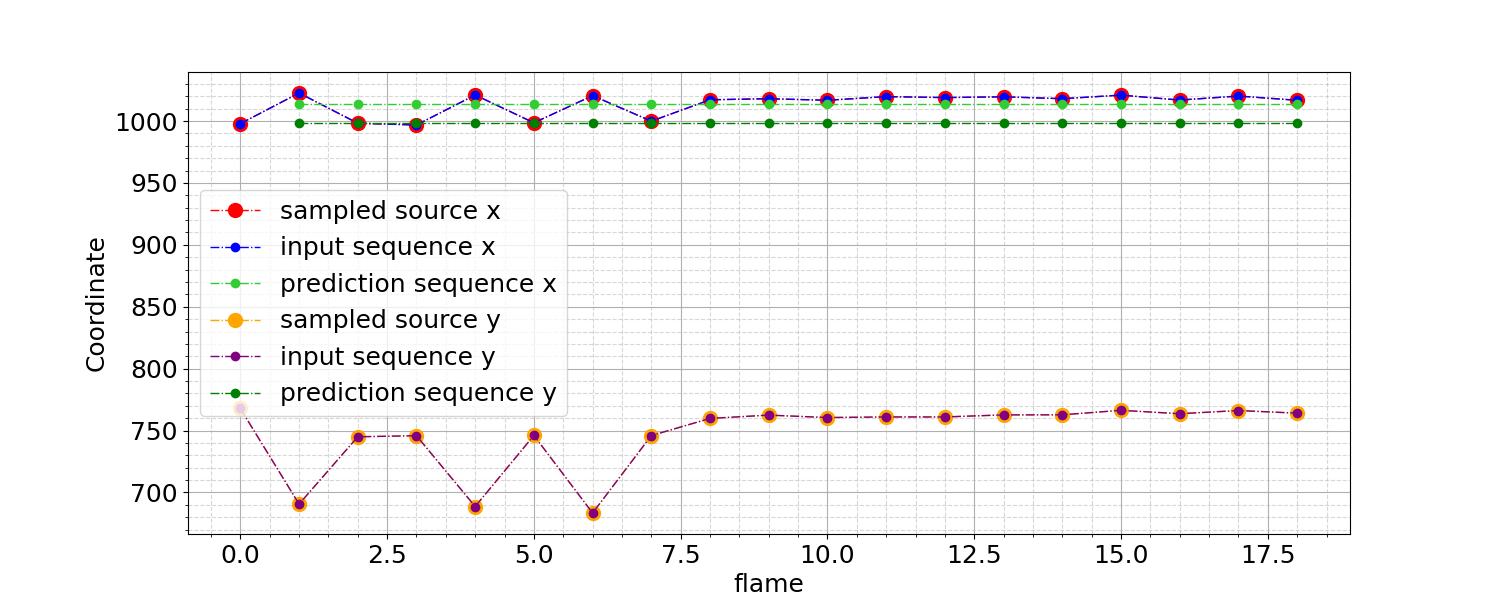 1000
950
900
850
800
750
700
Coordinate
sampled source x
input sequence x
prediction sequence x
sampled source y
input sequence y
prediction sequence y
0.0 2.5 5.0 7.5 10.0 12.5 15.0 17.5
flame